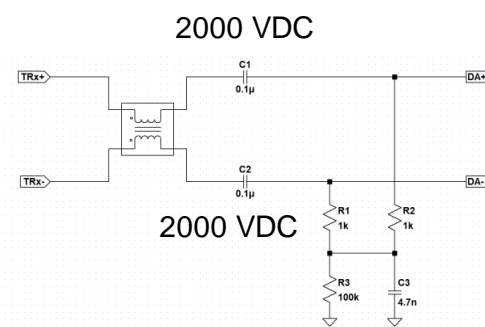 2000 VDC
C1
TRx+
DA+
0.1µ
C2
TRx-
DA-
0.1µ
2000 VDC
R1
R2
1k
1k
R3
C3
100k
4.7n